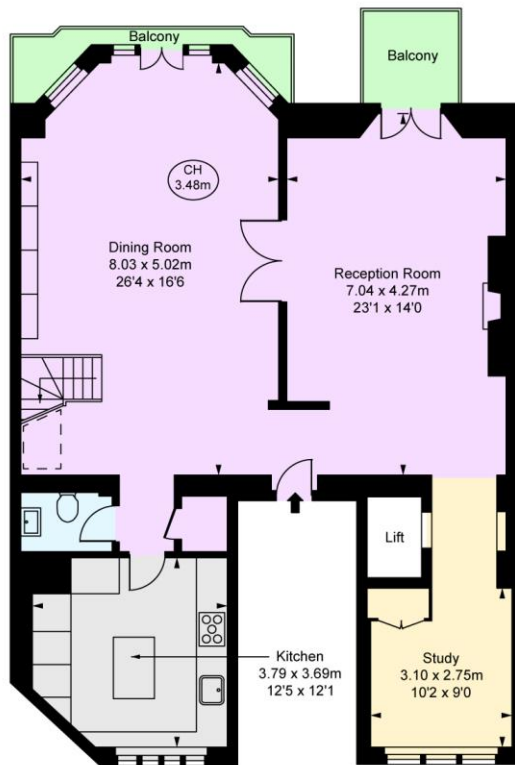 Balcony
Balcony
CH
3.48m
Dining Room
8.03 x 5.02m
26'4 x 16'6
Reception Room
7.04 x 4.27m
23'1 x 14'0
Lift
Kitchen
3.79 x 3.69m
12'5 x 12'1
Study
3.10 x 2.75m
10'2 x 9'0